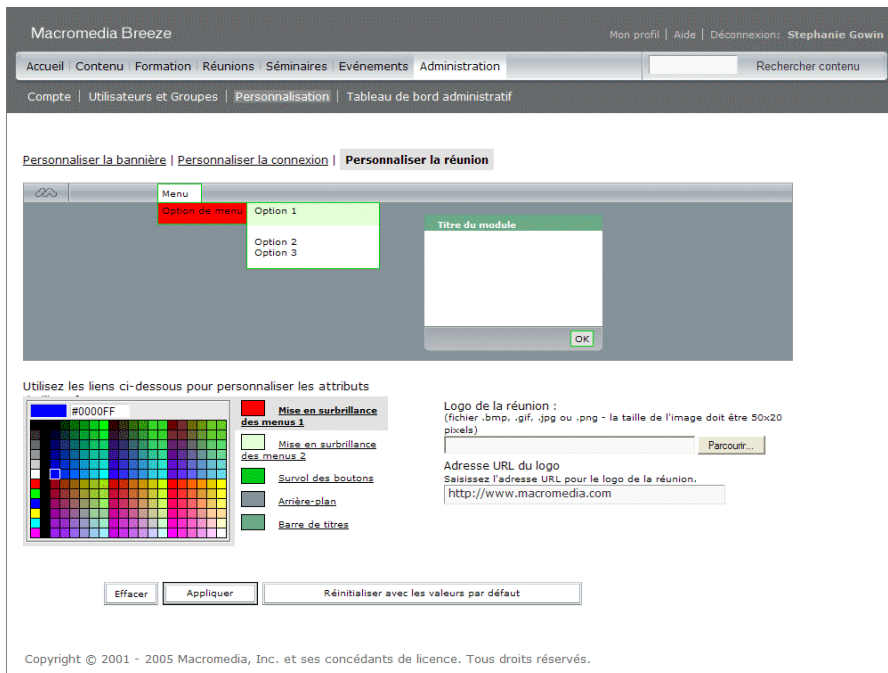 Macromedia Breeze
Mon profil | Aide | Déconnexion: Stephanie Gowin
Accueil | Contenu | Formation | Réunions | Séminaires | Evénements | Administration
Rechercher contenu
Compte | Utilisateurs et Groupes | Personnalisation | Tableau de bord administratif
Personnaliser la bannière | Personnaliser la connexion | Personnaliser la réunion
Menu
Option de menu
Option 1
Option 2
Option 3
Titre du module
OK
Utilisez les liens ci-dessous pour personnaliser les attributs
#0000FF
Mise en surbrillance
des menus 1
Mise en surbrillance
des menus 2
Survol des boutons
Arrière-plan
Barre de titres
Logo de la réunion :
(fichier .bmp, .gif, .jpg ou .png - la taille de l'image doit être 50x20
pixels)
Parcourir...
Adresse URL du logo
Saisissez l'adresse URL pour le logo de la réunion.
http://www.macromedia.com
Effacer
Appliquer
Réinitialiser avec les valeurs par défaut
Copyright © 2001 - 2005 Macromedia, Inc. et ses concédants de licence. Tous droits réservés.